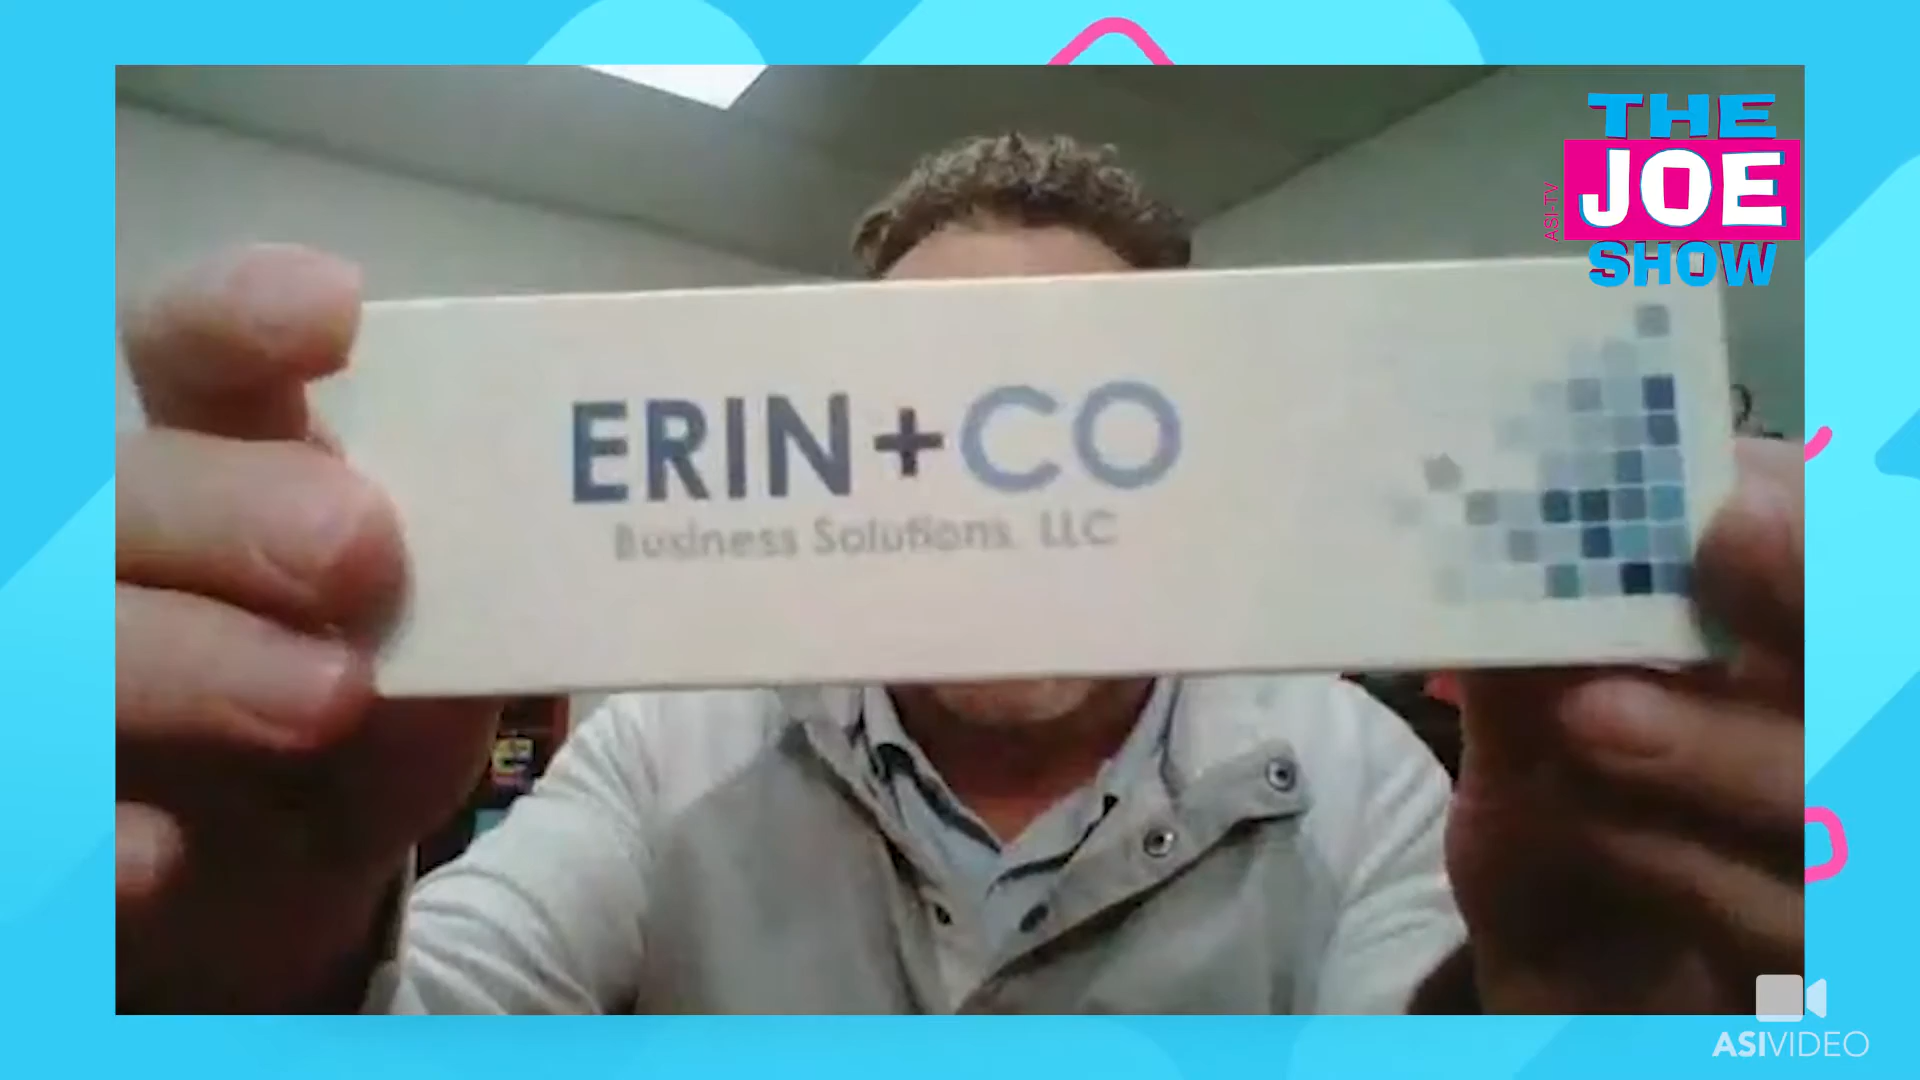 THE
JOE
SHOW
ASI-TV
ERIN+CO
Business Solutions, LLC
ASIVIDEO